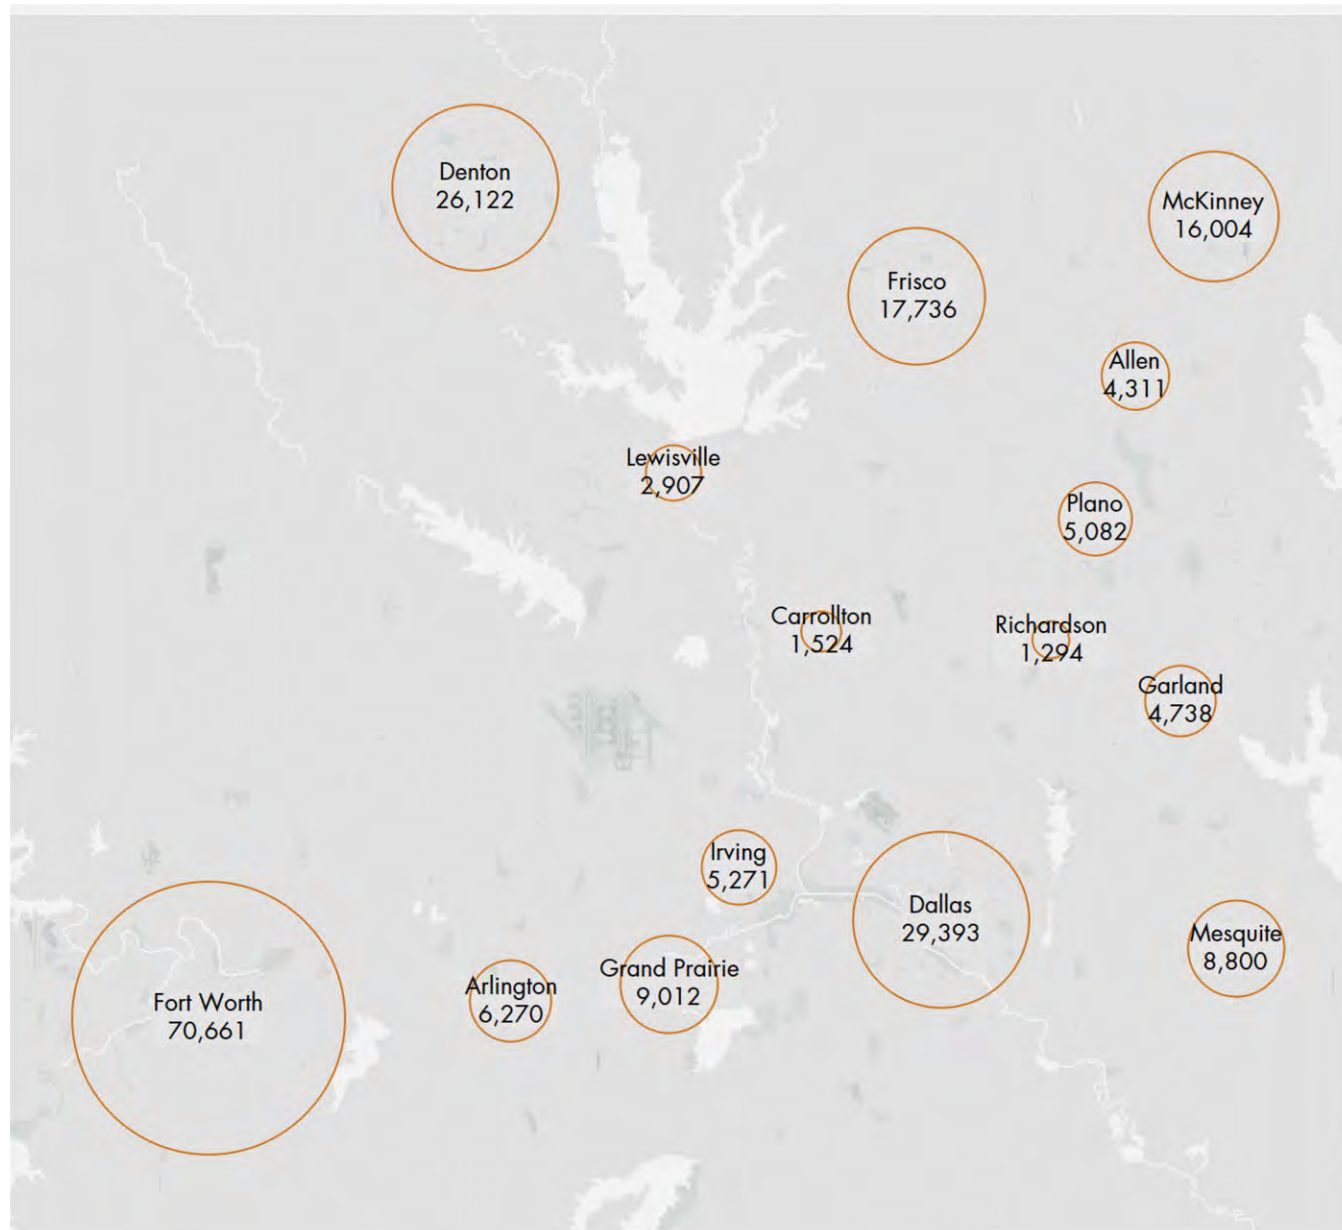 Denton
26,122
McKinney
16,004
Frisco
17,736
Allen
4,311
Lewisville
2,907
Plano
5,082
Carrollton
1,524
Richardson
1,294
Garland
4,738
Irving
5,271
Dallas
29,393
Mesquite
8,800
Grand Prairie
9,012
Arlington
6,270
Fort Worth
70,661